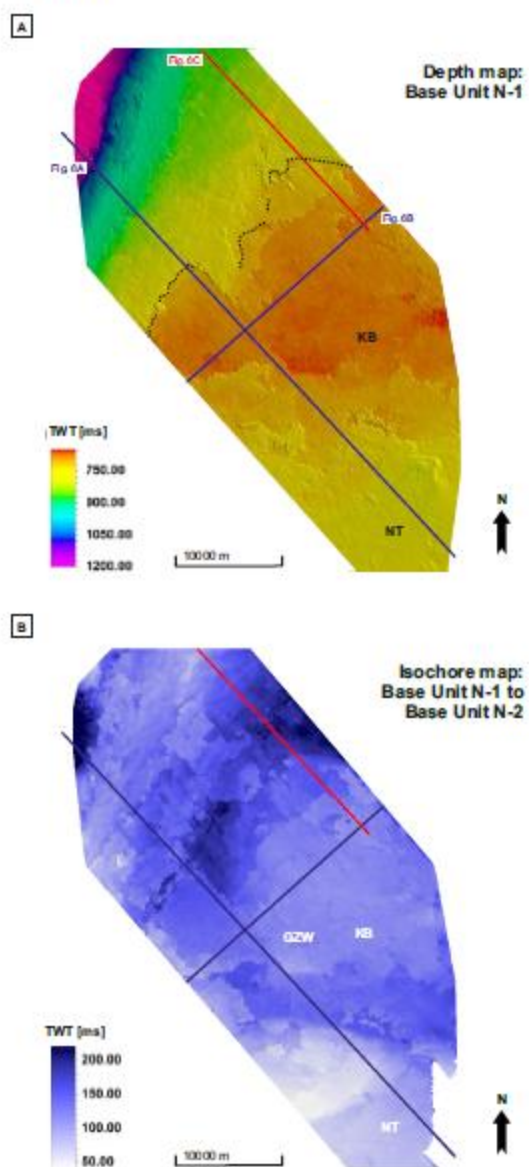 A
Fig. 6C
Depth map:
Base Unit N-1
Fig. 6A
Fig. 6B
KB
TWT [ms]
750.00
900.00
1050.00
1200.00
10000 m
NT
N
B
Isochore map:
Base Unit N-1 to
Base Unit N-2
GZW
KB
TWT [ms]
200.00
150.00
100.00
50.00
10000 m
NT
N